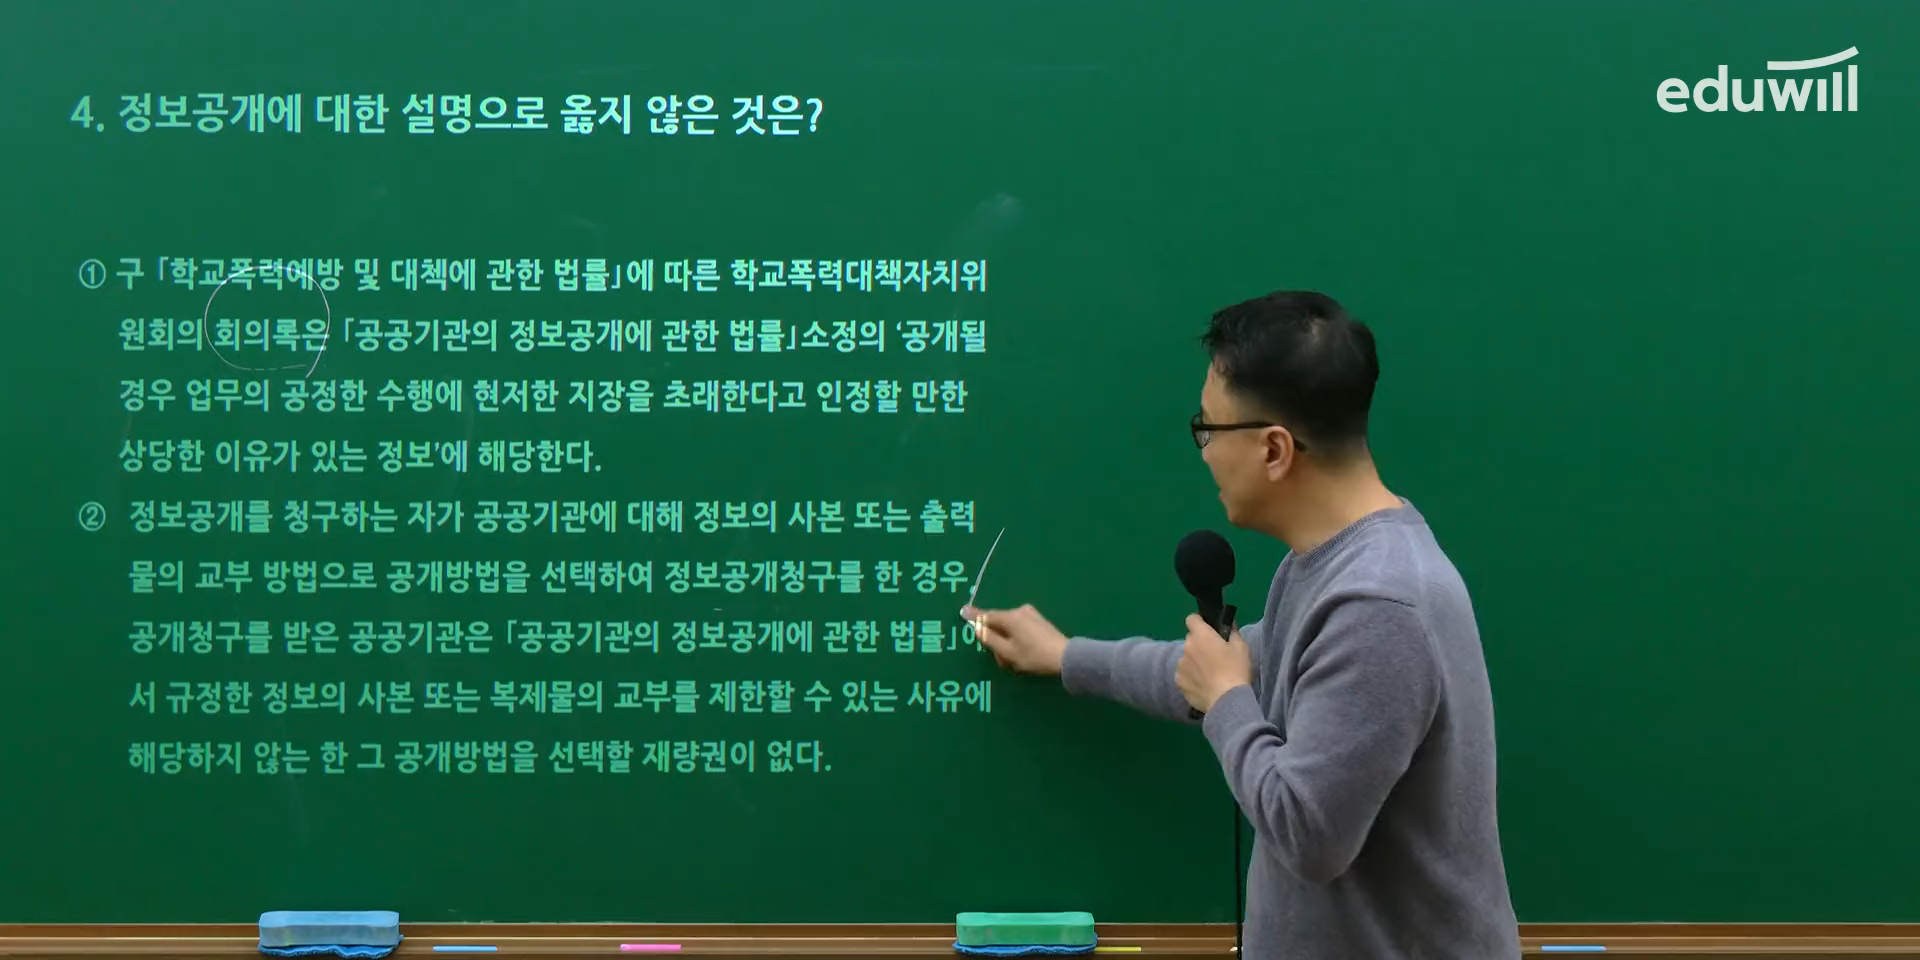 eduwill
4. 정보공개에 대한 설명으로 옳지 않은 것은?
① 구 「학교폭력예방 및 대책에 관한 법률」에 따른 학교폭력대책자치위
원회의 회의록은 「공공기관의 정보공개에 관한 법률」소정의 ‘공개될
경우 업무의 공정한 수행에 현저한 지장을 초래한다고 인정할 만한
상당한 이유가 있는 정보’에 해당한다.
② 정보공개를 청구하는 자가 공공기관에 대해 정보의 사본 또는 출력
물의 교부 방법으로 공개방법을 선택하여 정보공개청구를 한 경우,
공개청구를 받은 공공기관은 「공공기관의 정보공개에 관한 법률」에
서 규정한 정보의 사본 또는 복제물의 교부를 제한할 수 있는 사유에
해당하지 않는 한 그 공개방법을 선택할 재량권이 없다.